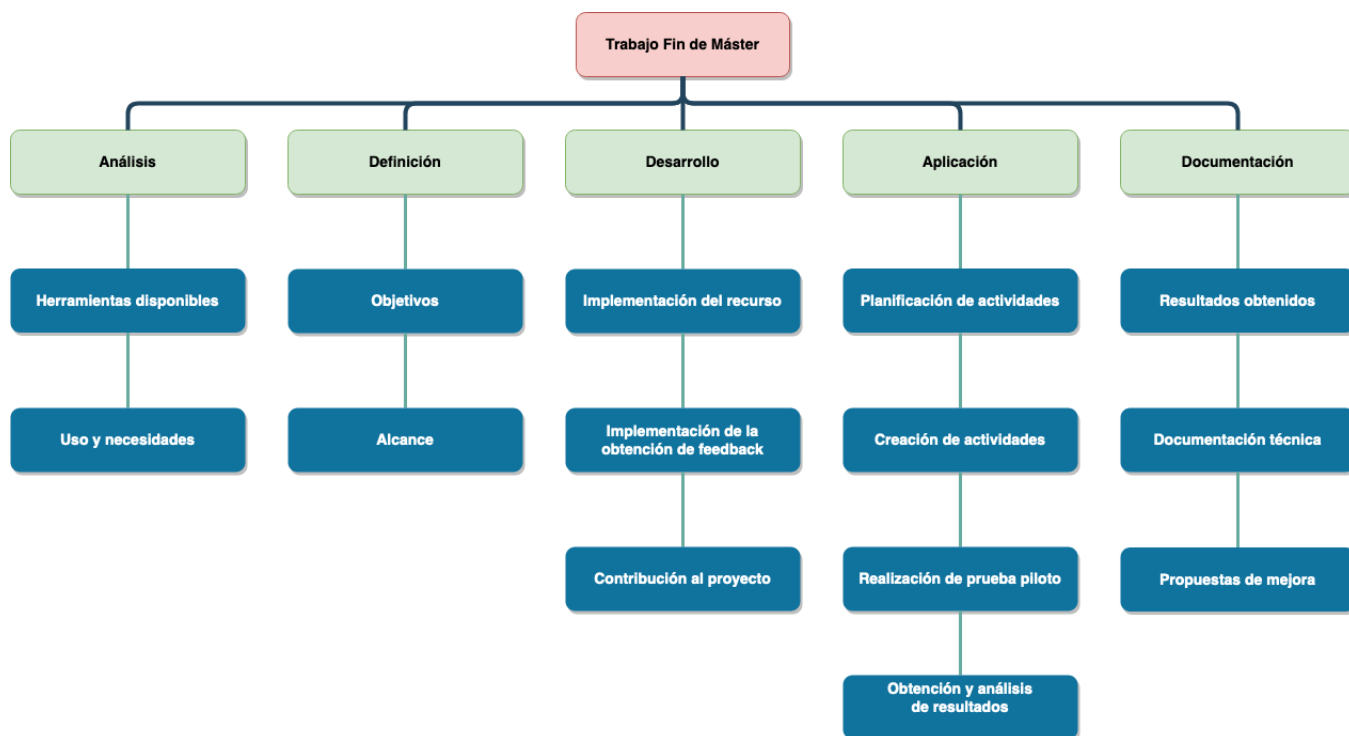 Trabajo Fin de Máster
Análisis
Definición
Desarrollo
Aplicación
Documentación
Herramientas disponibles
Objetivos
Implementación del recurso
Planificación de actividades
Resultados obtenidos
Uso y necesidades
Alcance
Implementación de la
obtención de feedback
Creación de actividades
Documentación técnica
Contribución al proyecto
Realización de prueba piloto
Propuestas de mejora
Obtención y análisis
de resultados